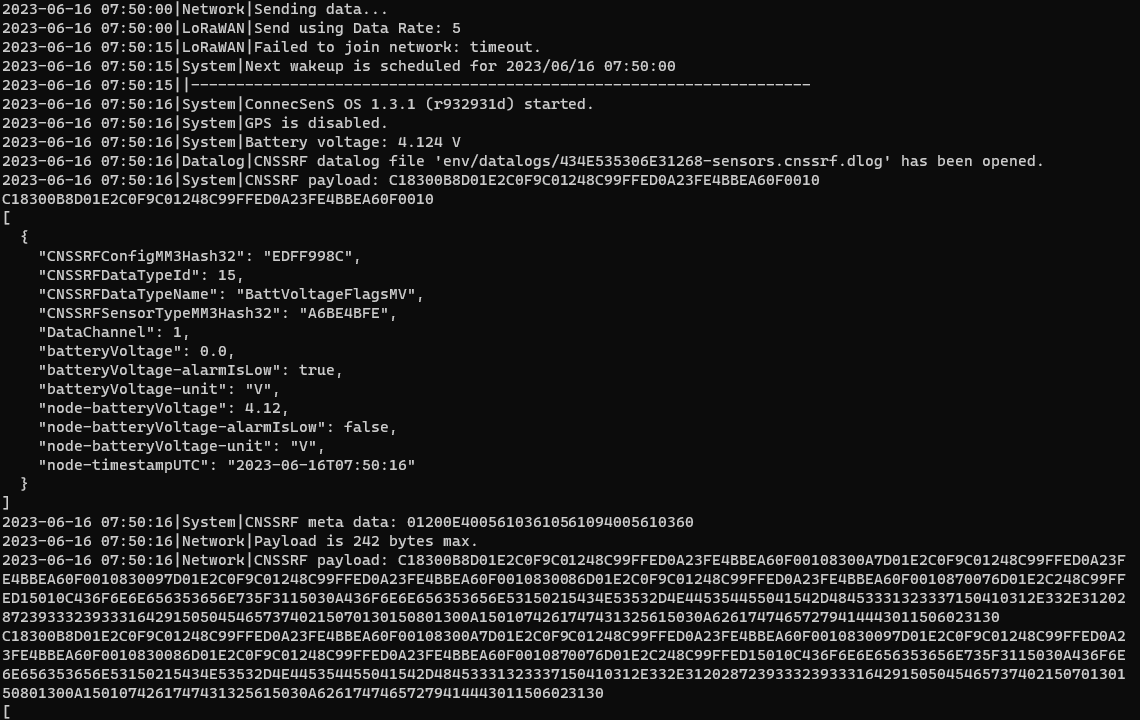 2023-06-16 07:50:00|Network|Sending data...
2023-06-16 07:50:00|LoRaWAN|Send using Data Rate: 5
2023-06-16 07:50:15|LoRaWAN|Failed to join network: timeout.
2023-06-16 07:50:15|System|Next wakeup is scheduled for 2023/06/16 07:50:00
2023-06-16 07:50:15||---------------------------------------------------------------------
2023-06-16 07:50:16|System|ConnecSenS OS 1.3.1 (r932931d) started.
2023-06-16 07:50:16|System|GPS is disabled.
2023-06-16 07:50:16|System|Battery voltage: 4.124 V
2023-06-16 07:50:16|Datalog|CNSSRF datalog file 'env/datalogs/434E535306E31268-sensors.cnssrf.dlog' has been opened.
2023-06-16 07:50:16|System|CNSSRF payload: C18300B8D01E2C0F9C01248C99FFED0A23FE4BBEA60F0010
C18300B8D01E2C0F9C01248C99FFED0A23FE4BBEA60F0010
[
  {
    "CNSSRFConfigMM3Hash32": "EDFF998C",
    "CNSSRFDataTypeId": 15,
    "CNSSRFDataTypeName": "BattVoltageFlagsMV",
    "CNSSRFSensorTypeMM3Hash32": "A6BE4BFE",
    "DataChannel": 1,
    "batteryVoltage": 0.0,
    "batteryVoltage-alarmIsLow": true,
    "batteryVoltage-unit": "V",
    "node-batteryVoltage": 4.12,
    "node-batteryVoltage-alarmIsLow": false,
    "node-batteryVoltage-unit": "V",
    "node-timestampUTC": "2023-06-16T07:50:16"
  }
]
2023-06-16 07:50:16|System|CNSSRF meta data: 01200E400561036105610940056​10360
2023-06-16 07:50:16|Network|Payload is 242 bytes max.
2023-06-16 07:50:16|Network|CNSSRF payload: C18300B8D01E2C0F9C01248C99FFED0A23FE4BBEA60F00108300A7D01E2C0F9C01248C99FFED0A23F
E4BBEA60F0010830097D01E2C0F9C01248C99FFED0A23FE4BBEA60F0010830086D01E2C0F9C01248C99FFED0A23FE4BBEA60F0010870076D01E2C248C99FF
ED15010C436F6E6E656353656E735F3115030A436F6E6E656353656E53150215434E53532D4E445354455041542D48453331323337150410312E332E312028
72393332393331642915050454657374021507013015080​1300A15010742617474313​25615030A626174746572794144443011506023130
C18300B8D01E2C0F9C01248C99FFED0A23FE4BBEA60F00108300A7D01E2C0F9C01248C99FFED0A23FE4BBEA60F0010830097D01E2C0F9C01248C99FFED0A2
3FE4BBEA60F0010830086D01E2C0F9C01248C99FFED0A23FE4BBEA60F0010870076D01E2C248C99FFED15010C436F6E6E656353656E735F3115030A436F6E
6E656353656E53150215434E53532D4E445354455041542D48453331323337150410312E332E31202872393332393331642915050454657374021507​01301
50801300A1501074261747431325615030A626174746572794144443011506023130
[